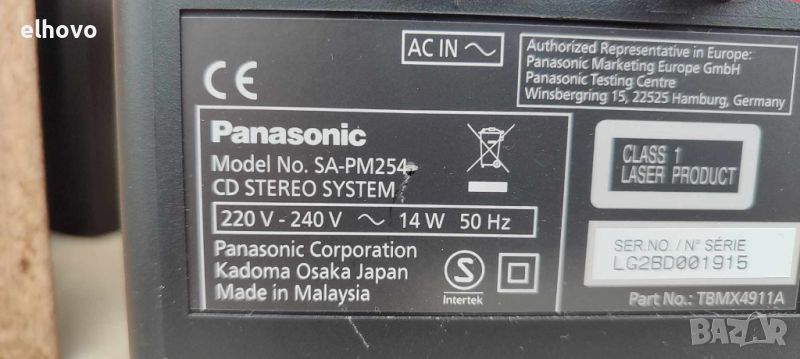 elhovo
AC IN
Authorized Representative in Europe:
Panasonic Marketing Europe GmbH
Panasonic Testing Centre
Winsbergring 15, 22525 Hamburg, Germany
CE
Panasonic
Model No. SA-PM254
CD STEREO SYSTEM
220 V - 240 V ~ 14 W 50 Hz
Panasonic Corporation
Kadoma Osaka Japan
Made in Malaysia
S
Intertek
CLASS 1
LASER PRODUCT
SER.NO. / N° SÉRIE
LG2BD001915
Part No.: TBMX4911A
BAZAR